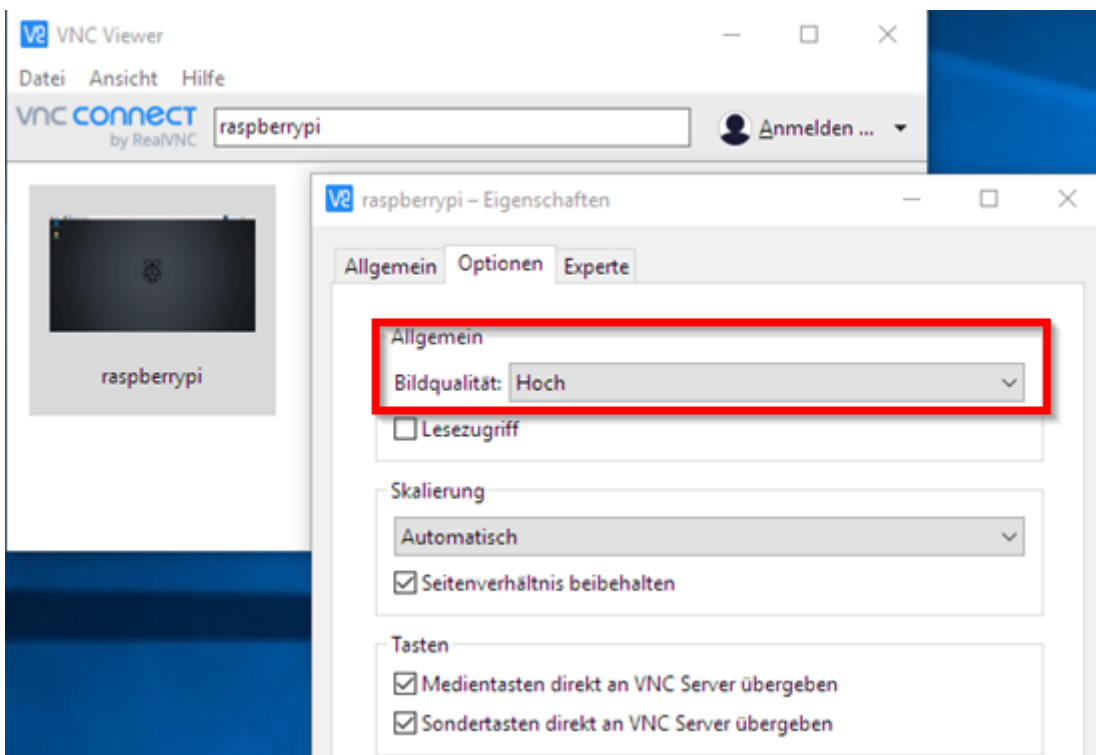 VNC Viewer
Datei Ansicht Hilfe
VNC CONNECT
by RealVNC
raspberrypi
Anmelden ...
raspberrypi
raspberrypi – Eigenschaften
Allgemein Optionen Experte
Allgemein
Bildqualität: Hoch
Lesezugriff
Skalierung
Automatisch
Seitenverhältnis beibehalten
Tasten
Medientasten direkt an VNC Server übergeben
Sondertasten direkt an VNC Server übergeben